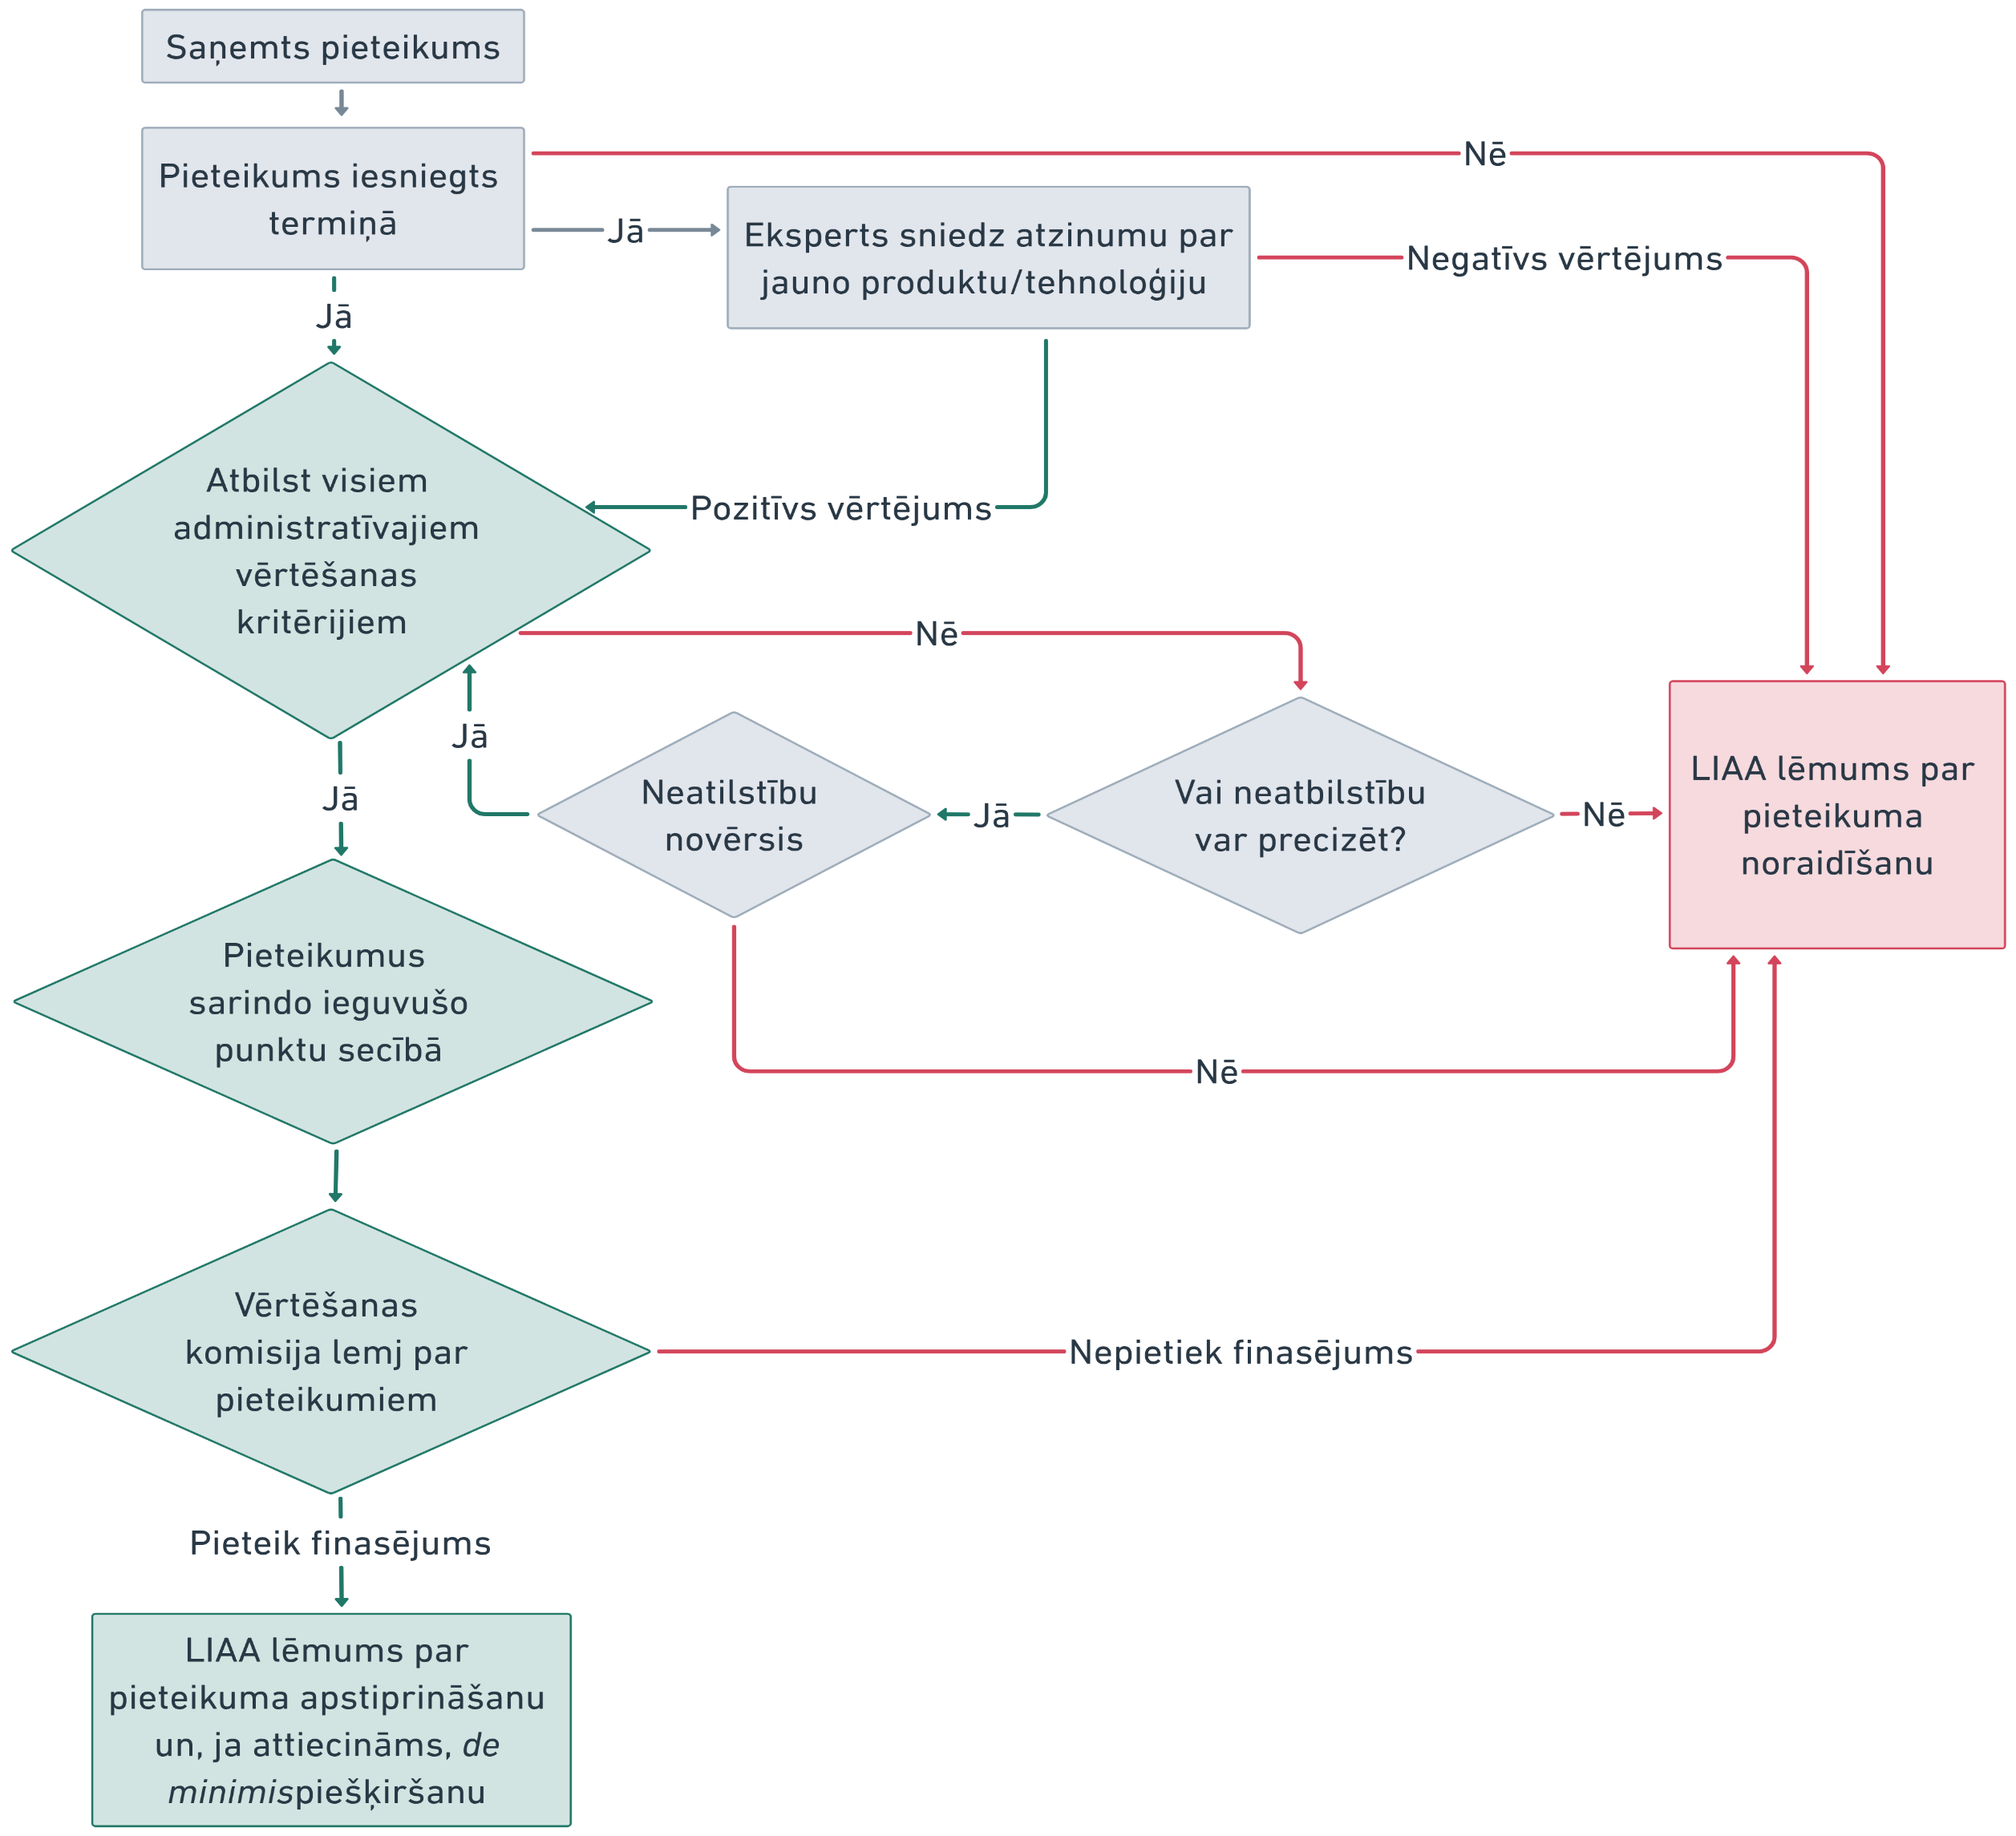 Saņemts pieteikums
Pieteikums iesniegts
termiņā
Nē
Jā
Eksperts sniedz atzinumu par
jauno produktu/tehnoloģiju
Negatīvs vērtējums
Jā
Atbilst visiem
administratīvajiem
vērtēšanas
kritērijiem
Pozitīvs vērtējums
Nē
Jā
Jā
Neatilstību
novērsis
Jā
Vai neatbilstību
var precizēt?
Nē
LIAA lēmums par
pieteikuma
noraidīšanu
Pieteikumus
sarindo ieguvušo
punktu secībā
Nē
Vērtēšanas
komisija lemj par
pieteikumiem
Nepietiek finasējums
Pieteik finasējums
LIAA lēmums par
pieteikuma apstiprināšanu
un, ja attiecināms, de
minimispiešķiršanu